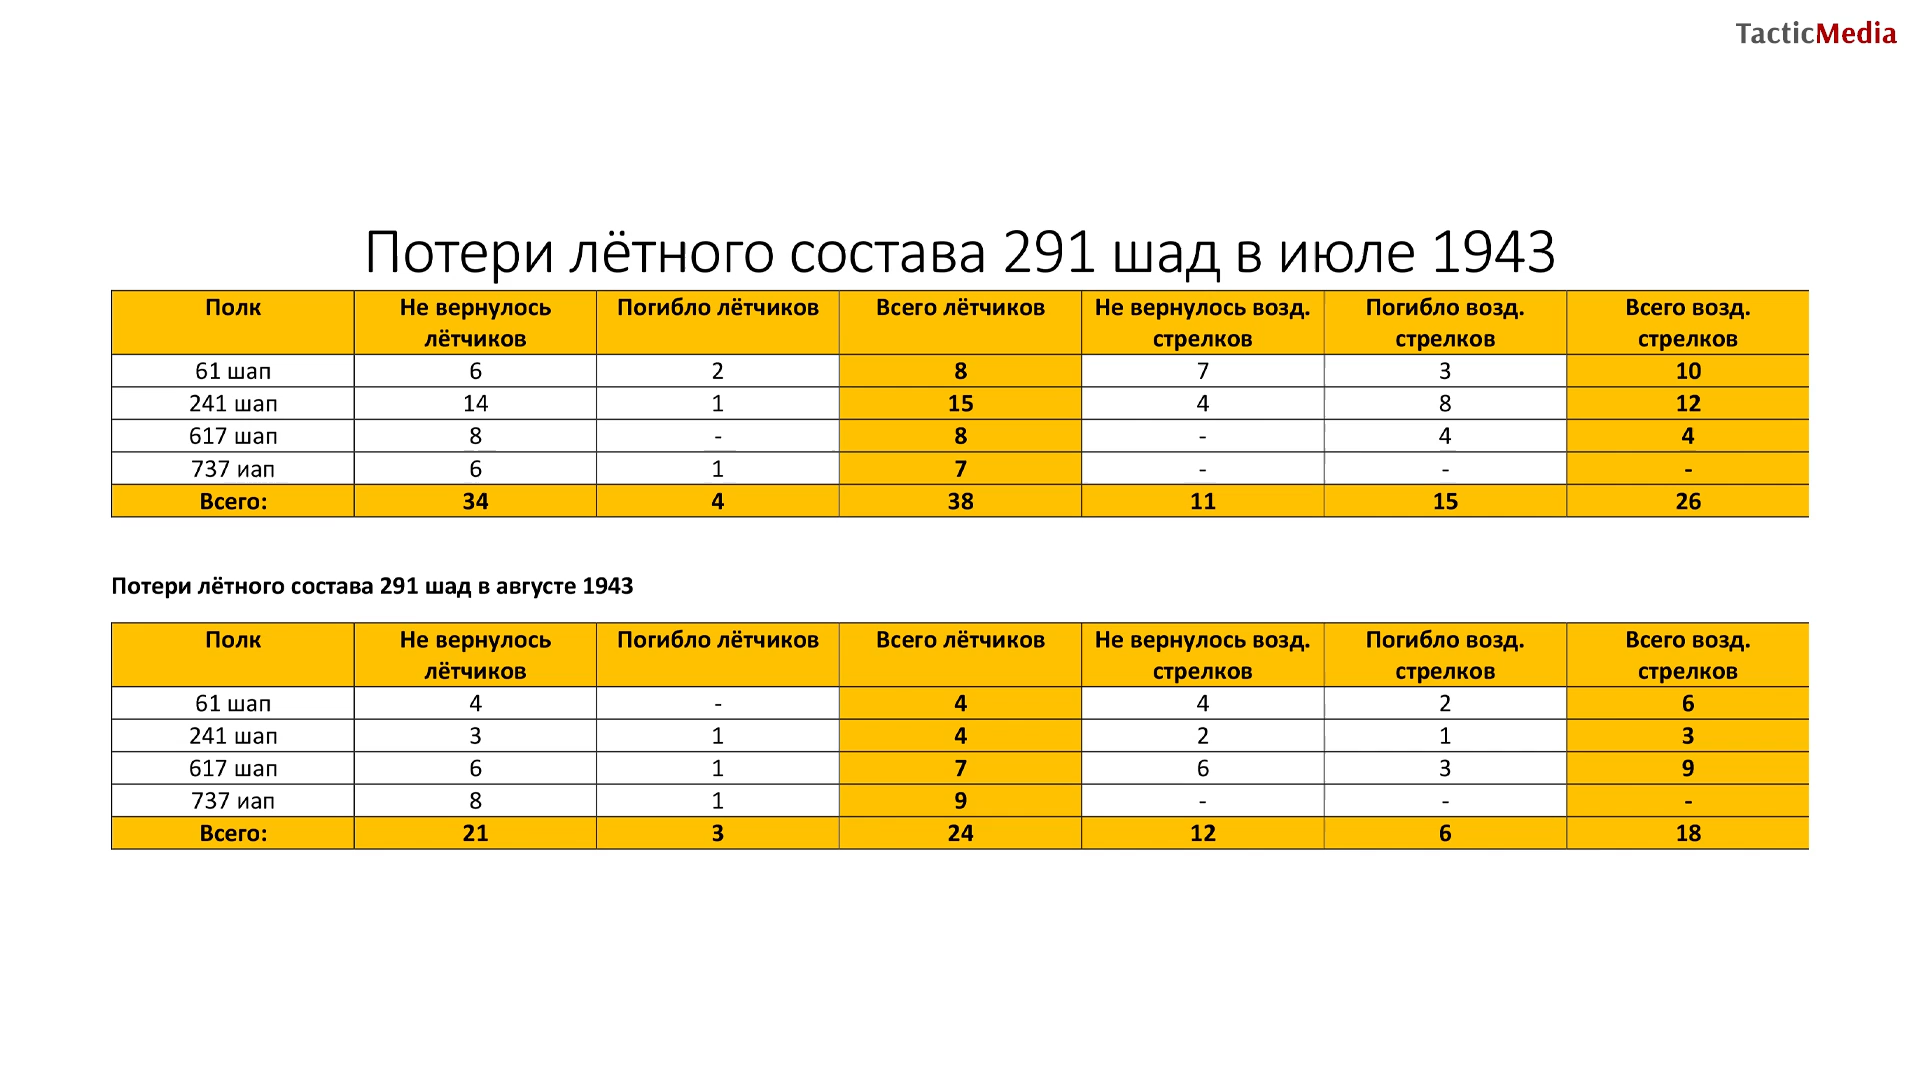 TacticMedia
Потери лётного состава 291 шад в июле 1943
Полк Не вернулось лётчиков Погибло лётчиков Всего лётчиков Не вернулось возд. стрелков Погибло возд. стрелков Всего возд. стрелков
61 шап 6 2 8 7 3 10
241 шап 14 1 15 4 8 12
617 шап 8 - 8 - 4 4
737 иап 6 1 7 - - -
Всего: 34 4 38 11 15 26
Потери лётного состава 291 шад в августе 1943
Полк Не вернулось лётчиков Погибло лётчиков Всего лётчиков Не вернулось возд. стрелков Погибло возд. стрелков Всего возд. стрелков
61 шап 4 - 4 4 2 6
241 шап 3 1 4 2 1 3
617 шап 6 1 7 6 3 9
737 иап 8 1 9 - - -
Всего: 21 3 24 12 6 18